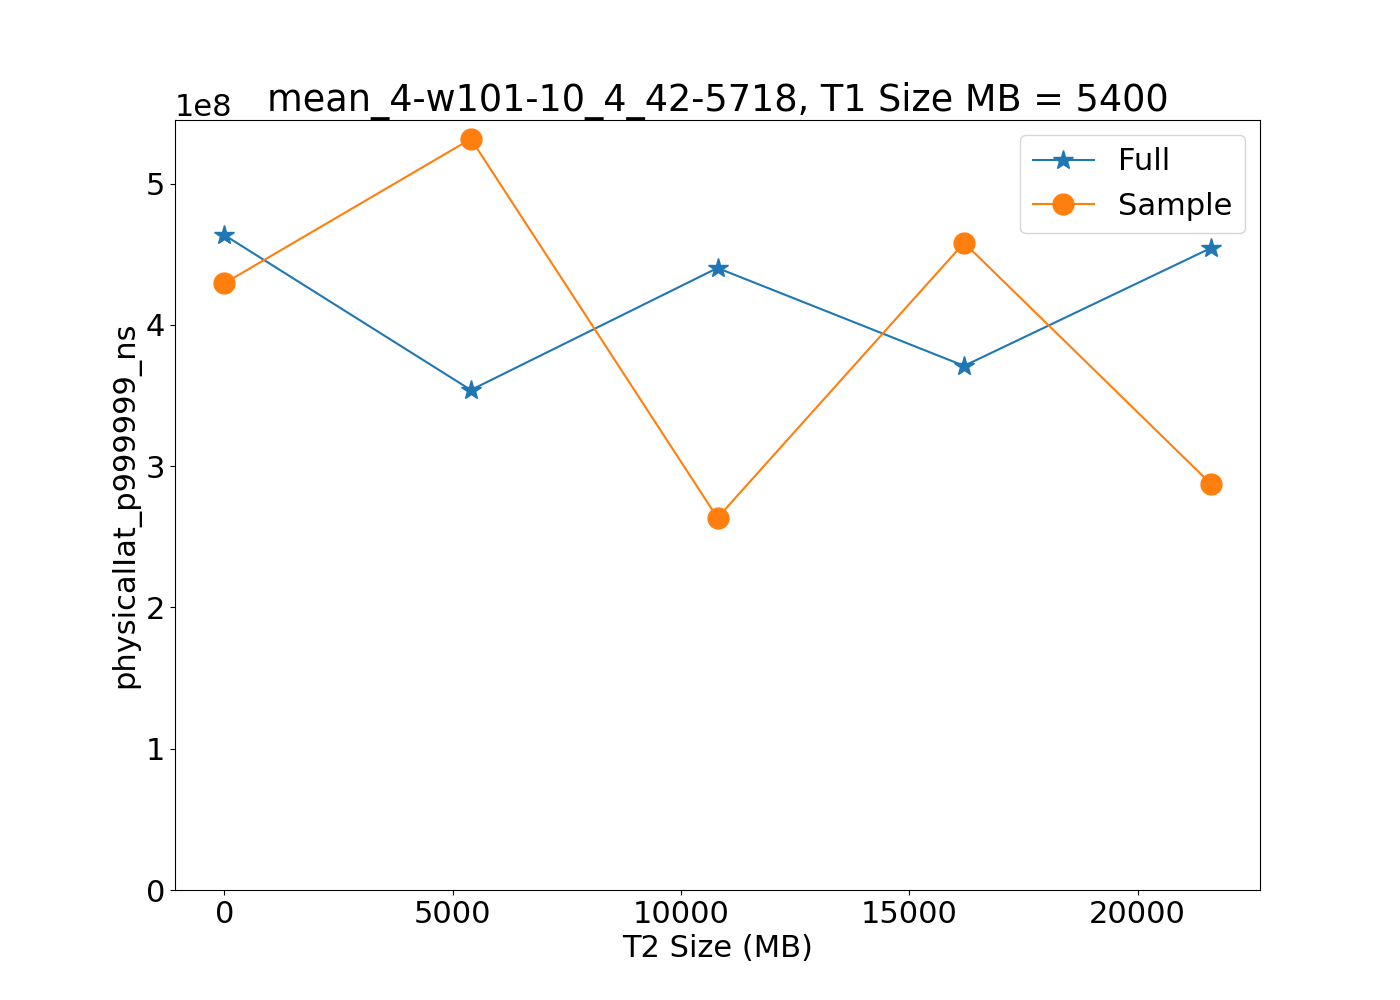 1e8
mean_4-w101-10_4_42-5718, T1 Size MB = 5400
Full
Sample
5
4
3
2
1
0
physicallat_p999999_ns
0 5000 10000 15000 20000
T2 Size (MB)